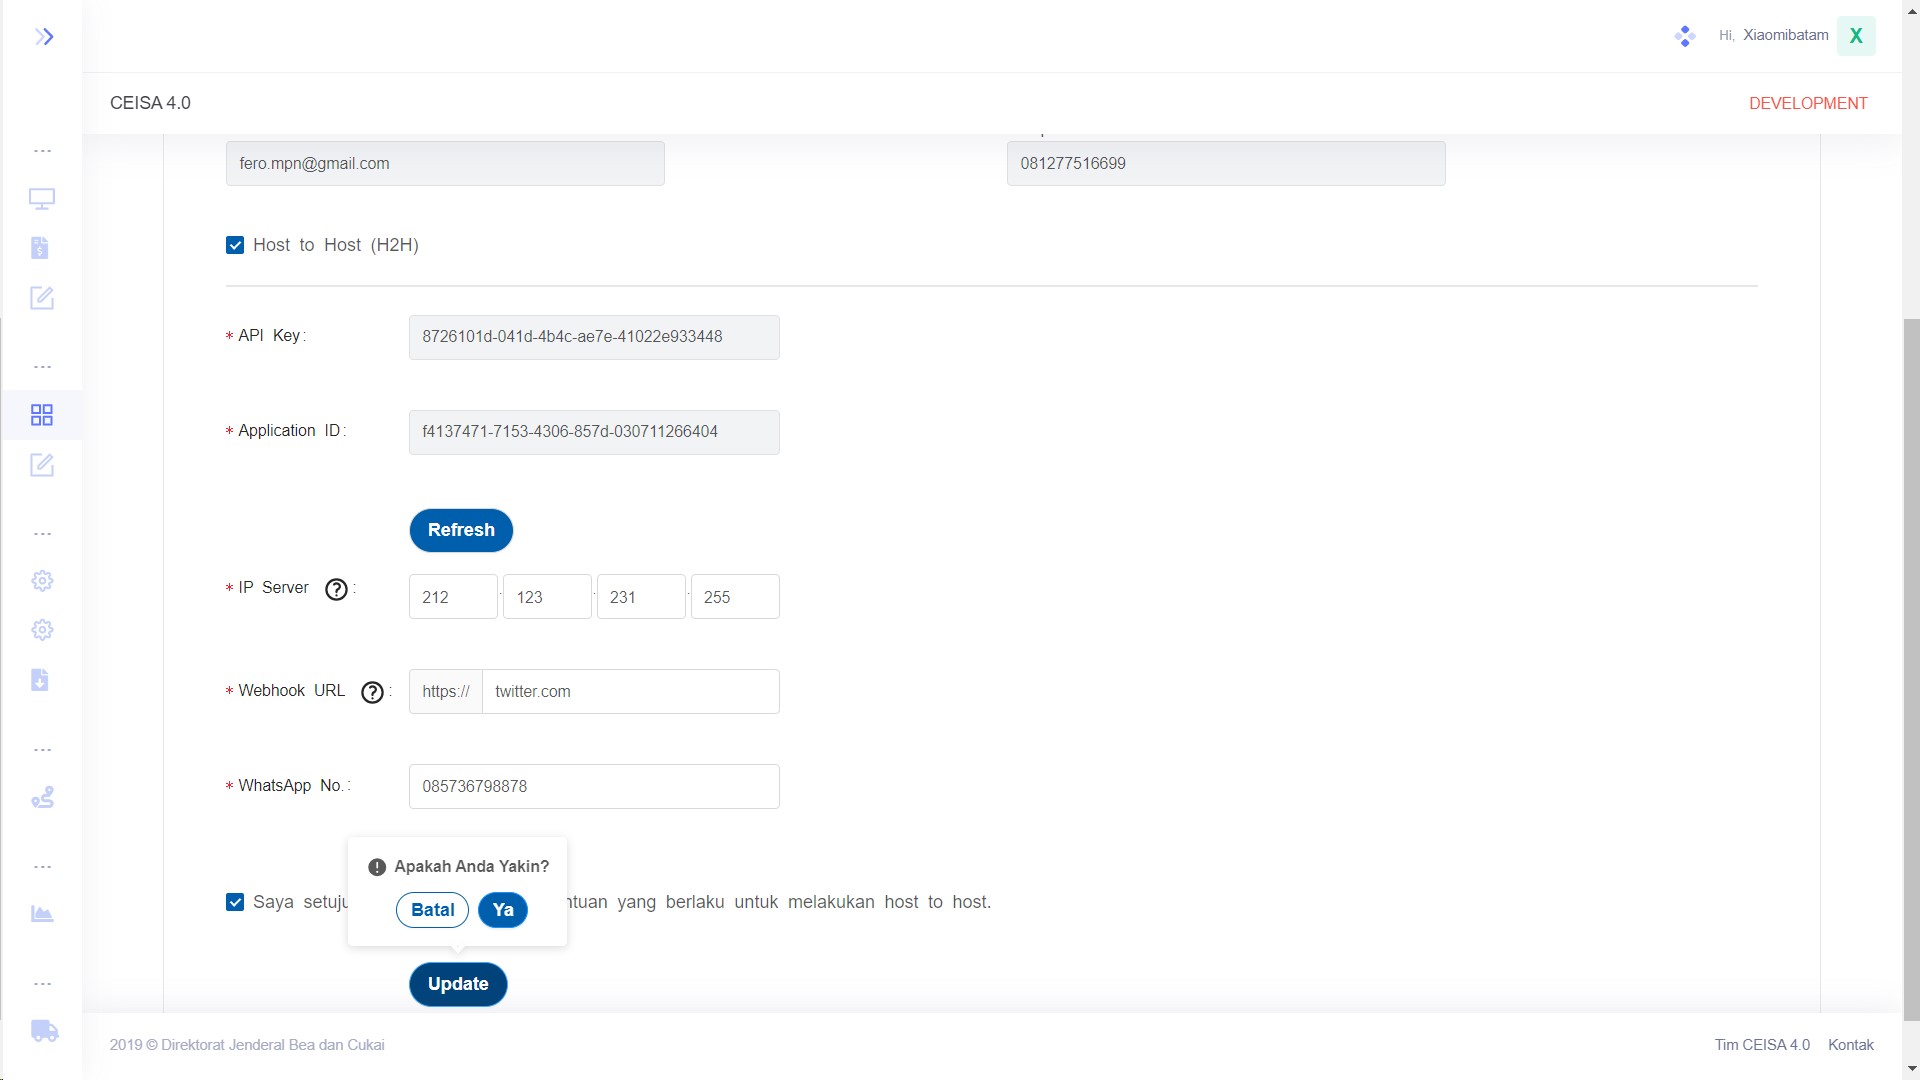 Hi, Xiaomibatam X
CEISA 4.0
DEVELOPMENT
fero.mpn@gmail.com
081277516699
Host to Host (H2H)
* API Key:
8726101d-041d-4b4c-ae7e-41022e933448
* Application ID:
f4137471-7153-4306-857d-030711266404
Refresh
* IP Server ? :
212 . 123 . 231 . 255
* Webhook URL ? :
https:// twitter.com
* WhatsApp No.:
085736798878
Apakah Anda Yakin?
Batal Ya
Saya setuju ntuan yang berlaku untuk melakukan host to host.
Update
2019 © Direktorat Jenderal Bea dan Cukai
Tim CEISA 4.0 Kontak